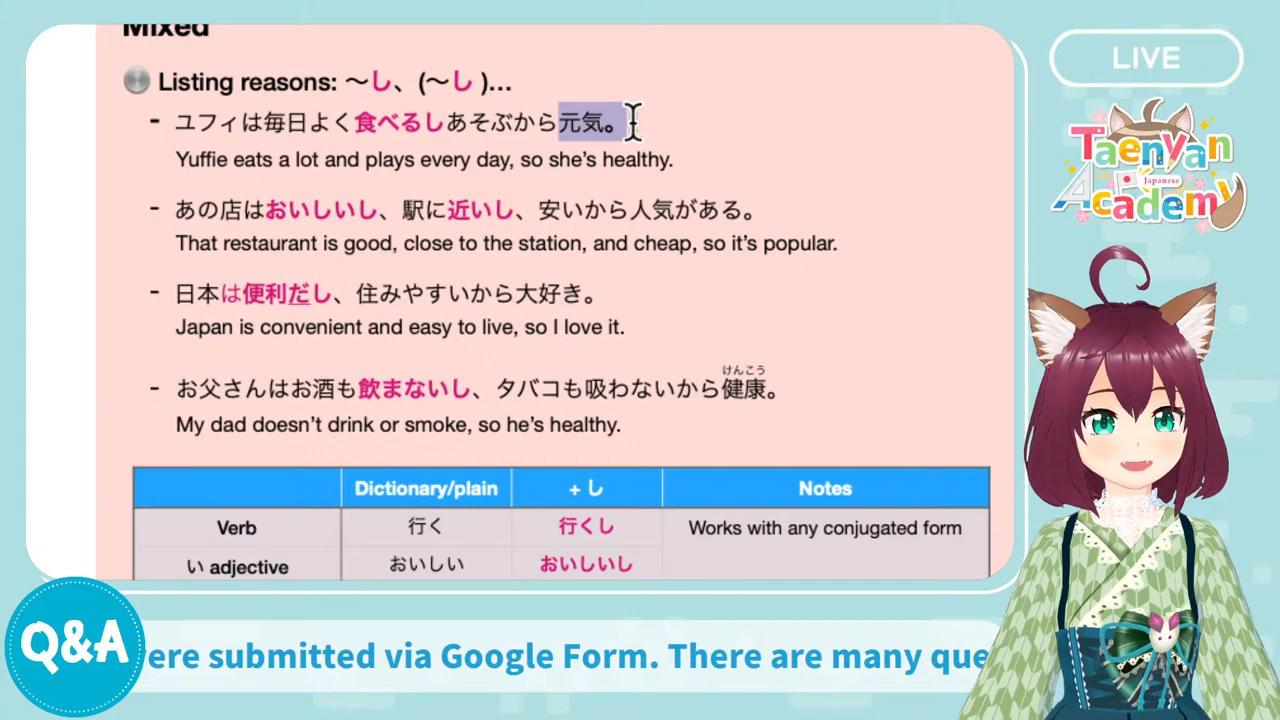 Mixed
Listing reasons: 〜し、(〜し )…
- ユフィは毎日よく食べるしあそぶから元気。
Yuffie eats a lot and plays every day, so she's healthy.
- あの店はおいしいし、駅に近いし、安いから人気がある。
That restaurant is good, close to the station, and cheap, so it's popular.
- 日本は便利だし、住みやすいから大好き。
Japan is convenient and easy to live, so I love it.
けんこう
- お父さんはお酒も飲まないし、タバコも吸わないから健康。
My dad doesn't drink or smoke, so he's healthy.
Dictionary/plain + し Notes
Verb 行く 行くし Works with any conjugated form
い adjective おいしい おいしいし
LIVE
Taenyan
Japanese
Academy
Q&A
ere submitted via Google Form. There are many que